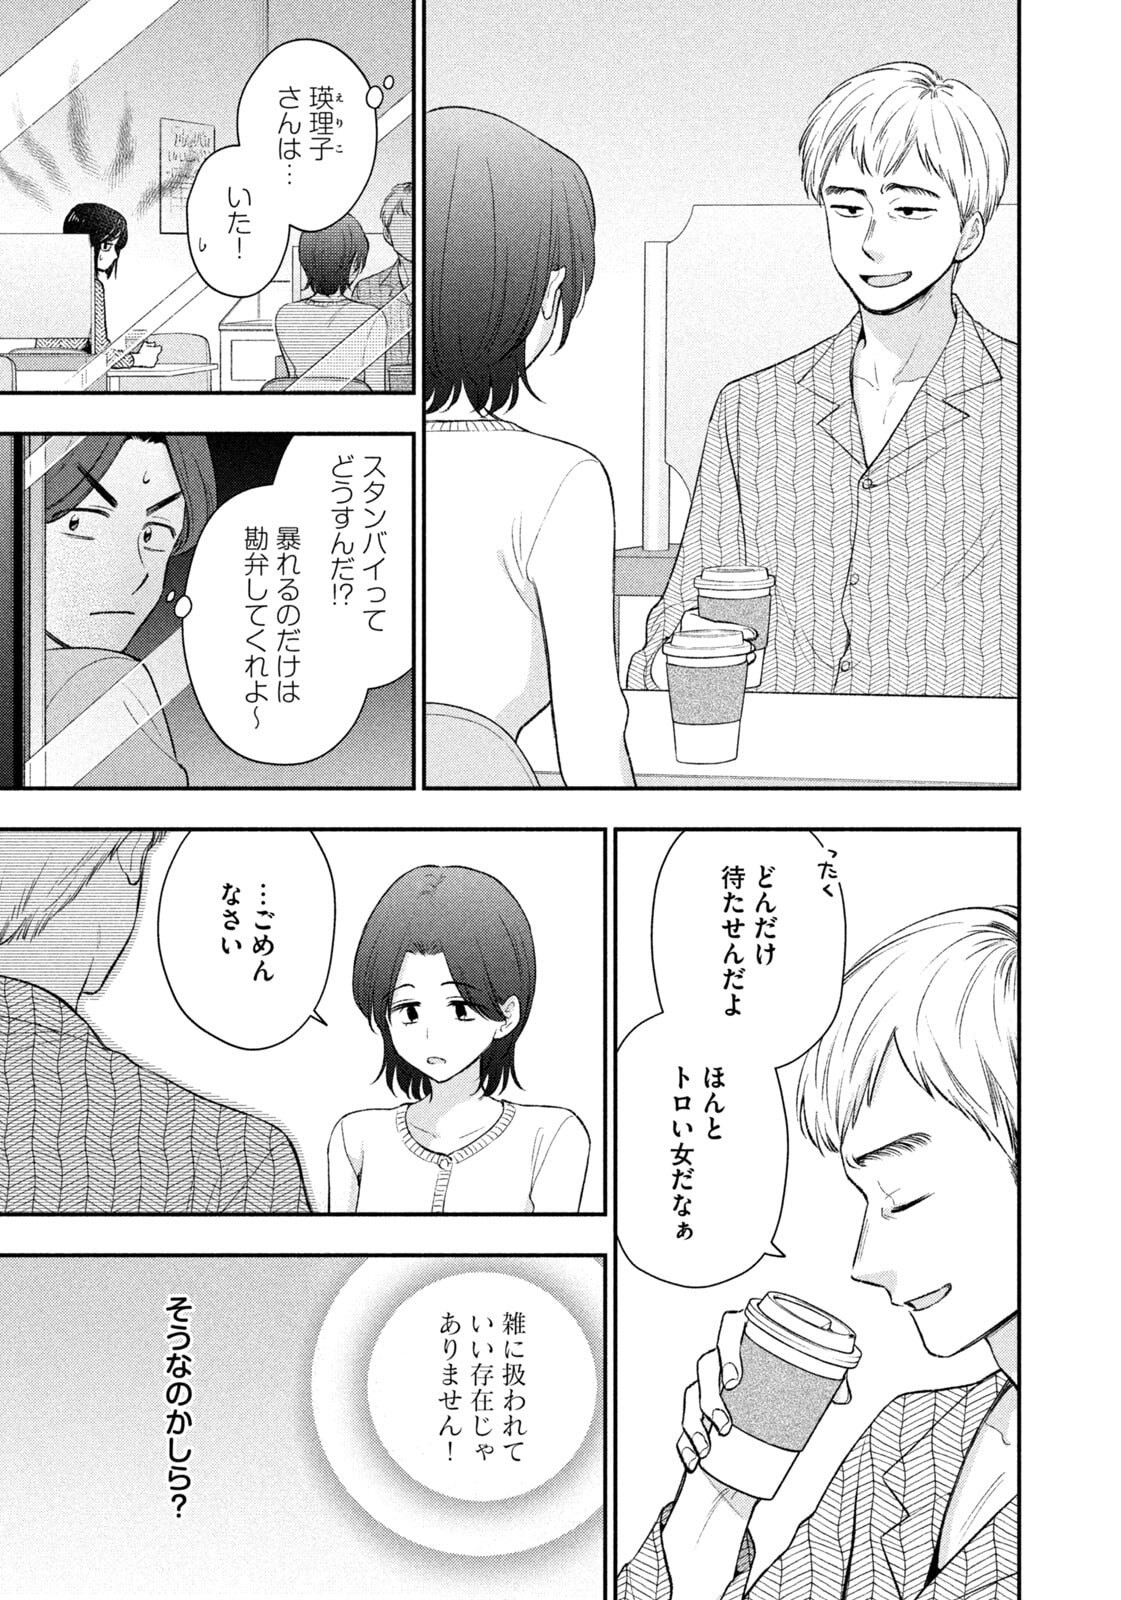 瑛理子
えりこ
さんは…
いた！
スタンバイって
どうすんだ!?
暴れるのだけは
勘弁してくれよ〜
ったく
どんだけ
待たせんだよ
ほんと
トロい女だなぁ
…ごめん
なさい
雑に扱われて
いい存在じゃ
ありません！
そうなのかしら？